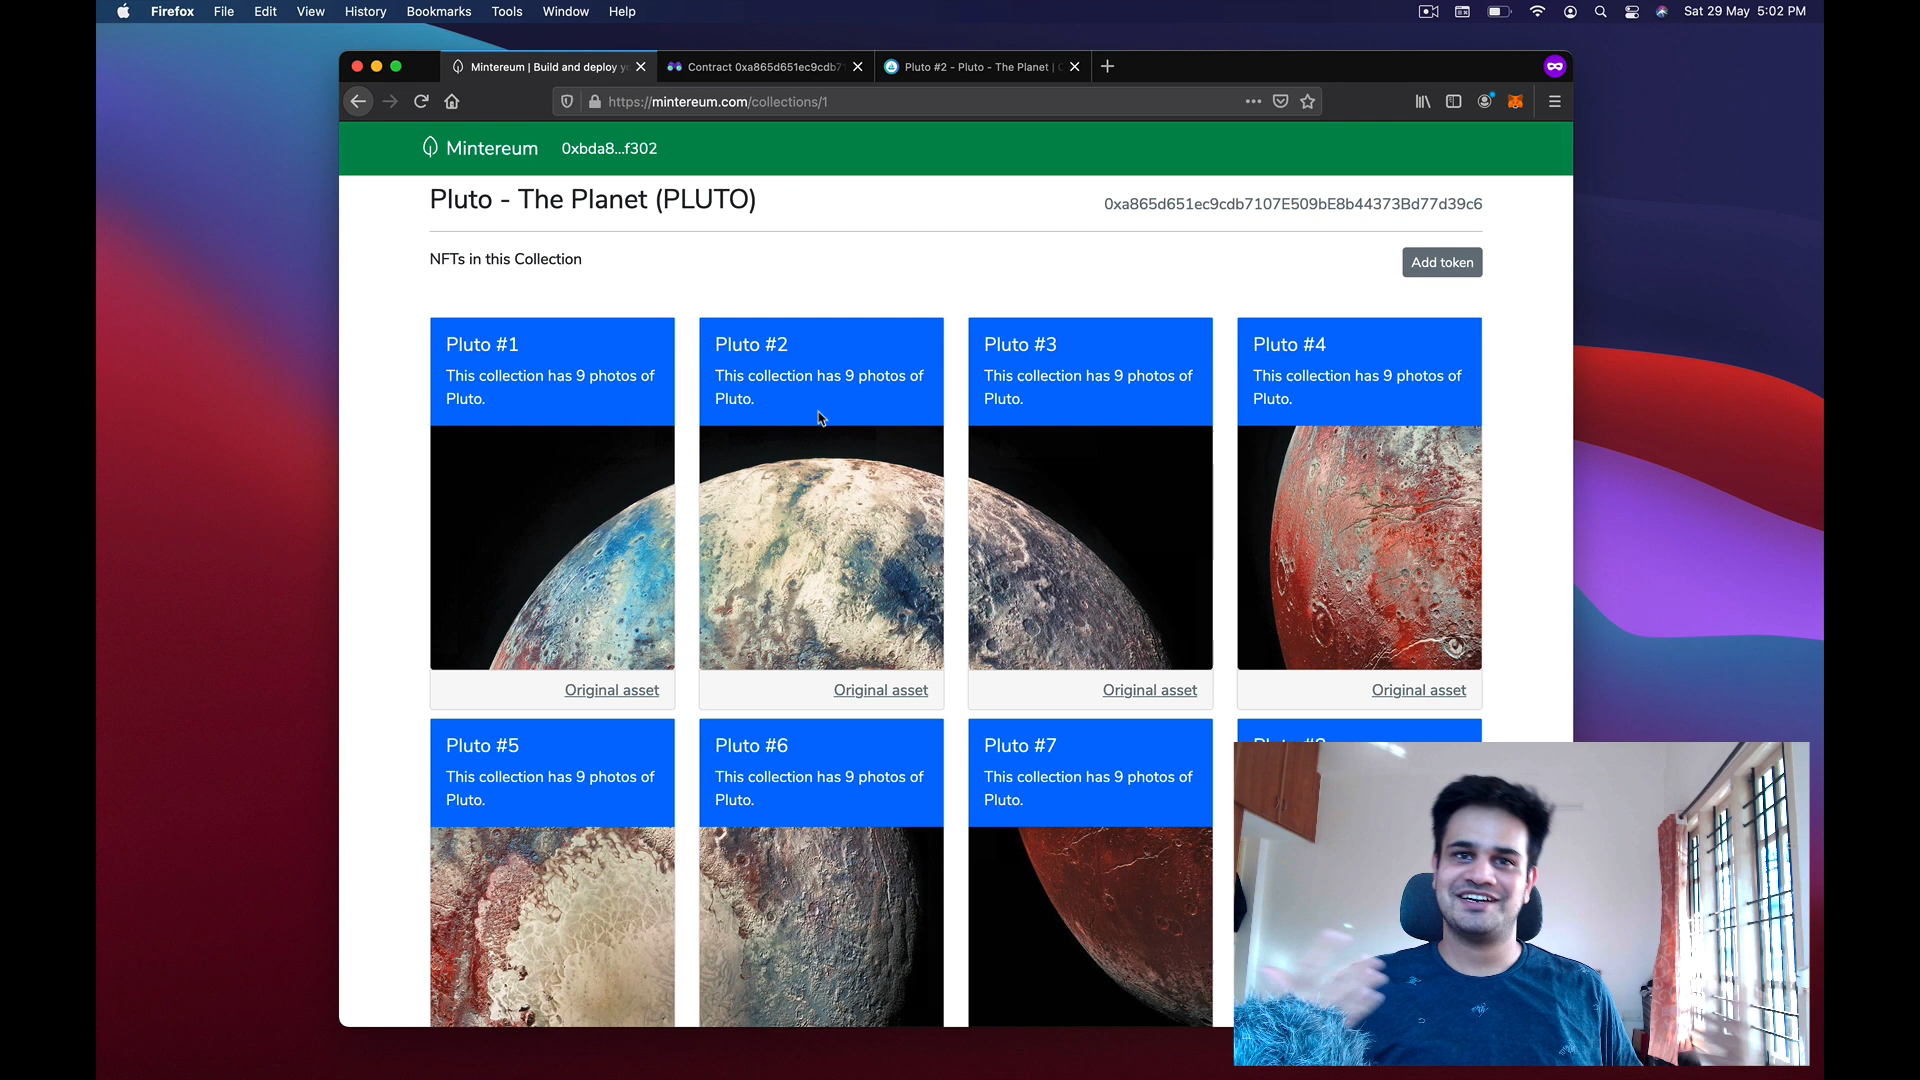 Firefox File Edit View History Bookmarks Tools Window Help
Sat 29 May 5:02 PM
Mintereum | Build and deploy
Contract 0xa865d651ec9cdb7
Pluto #2 - Pluto - The Planet |
https://mintereum.com/collections/1
Mintereum 0xbda8...f302
Pluto - The Planet (PLUTO)
0xa865d651ec9cdb7107E509bE8b44373Bd77d39c6
NFTs in this Collection
Add token
Pluto #1
This collection has 9 photos of
Pluto.
Original asset
Pluto #2
This collection has 9 photos of
Pluto.
Original asset
Pluto #3
This collection has 9 photos of
Pluto.
Original asset
Pluto #4
This collection has 9 photos of
Pluto.
Original asset
Pluto #5
This collection has 9 photos of
Pluto.
Pluto #6
This collection has 9 photos of
Pluto.
Pluto #7
This collection has 9 photos of
Pluto.